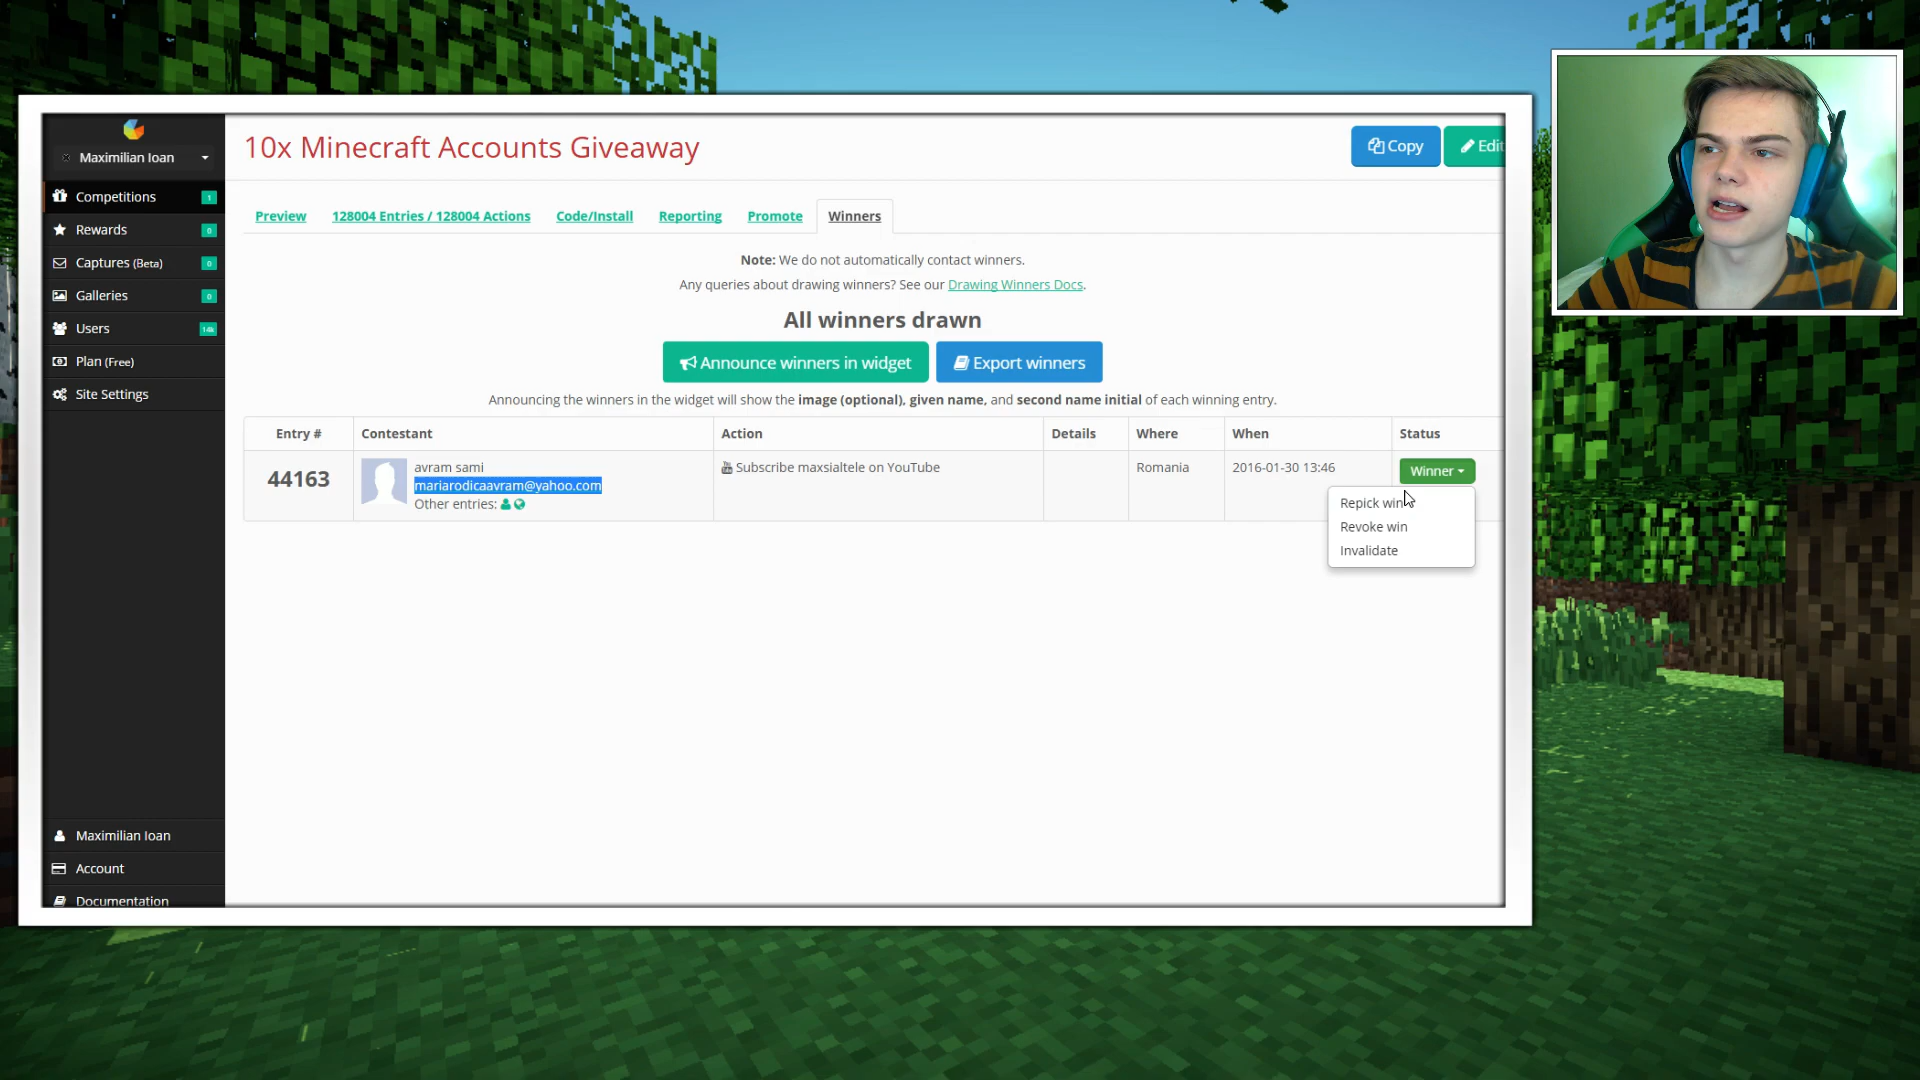 Maximilian Ioan
Competitions 1
Rewards 0
Captures (Beta) 0
Galleries 0
Users 14k
Plan (Free)
Site Settings
Maximilian Ioan
Account
Documentation
10x Minecraft Accounts Giveaway
Copy
Edit
Preview
128004 Entries / 128004 Actions
Code/Install
Reporting
Promote
Winners
Note: We do not automatically contact winners.
Any queries about drawing winners? See our Drawing Winners Docs.
All winners drawn
Announce winners in widget
Export winners
Announcing the winners in the widget will show the image (optional), given name, and second name initial of each winning entry.
Entry # Contestant Action Details Where When Status
44163
avram sami
mariarodicaavram@yahoo.com
Other entries:
Subscribe maxsialtele on YouTube
Romania
2016-01-30 13:46
Winner
Repick win
Revoke win
Invalidate